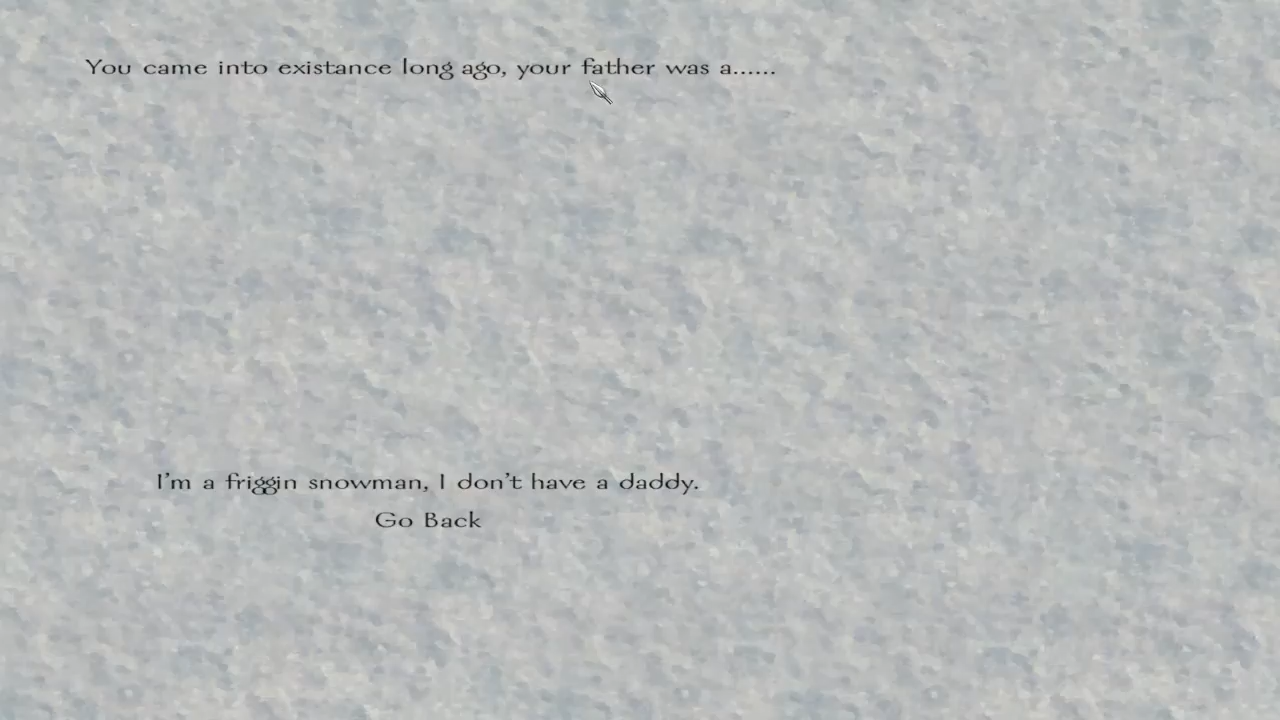 You came into existance long ago, your father was a......
I'm a friggin snowman, I don't have a daddy.
Go Back